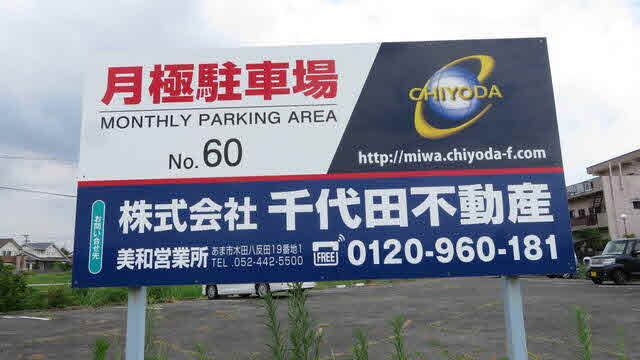 月極駐車場
MONTHLY PARKING AREA
No. 60
CHIYODA
http://miwa.chiyoda-f.com
お問い合せ先
株式会社 千代田不動産
美和営業所
あま市木田八反田19番地1
TEL . 052-442-5500
FREE
0120-960-181